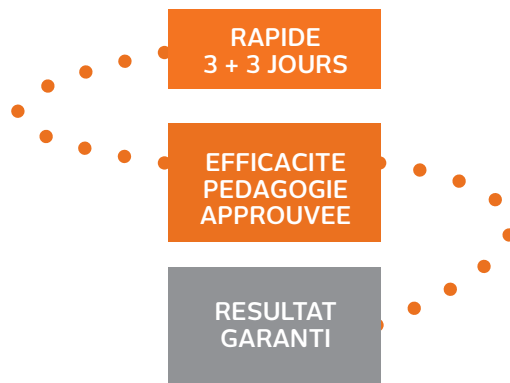 RAPIDE
3 + 3 JOURS
EFFICACITE
PEDAGOGIE
APPROUVEE
RESULTAT
GARANTI